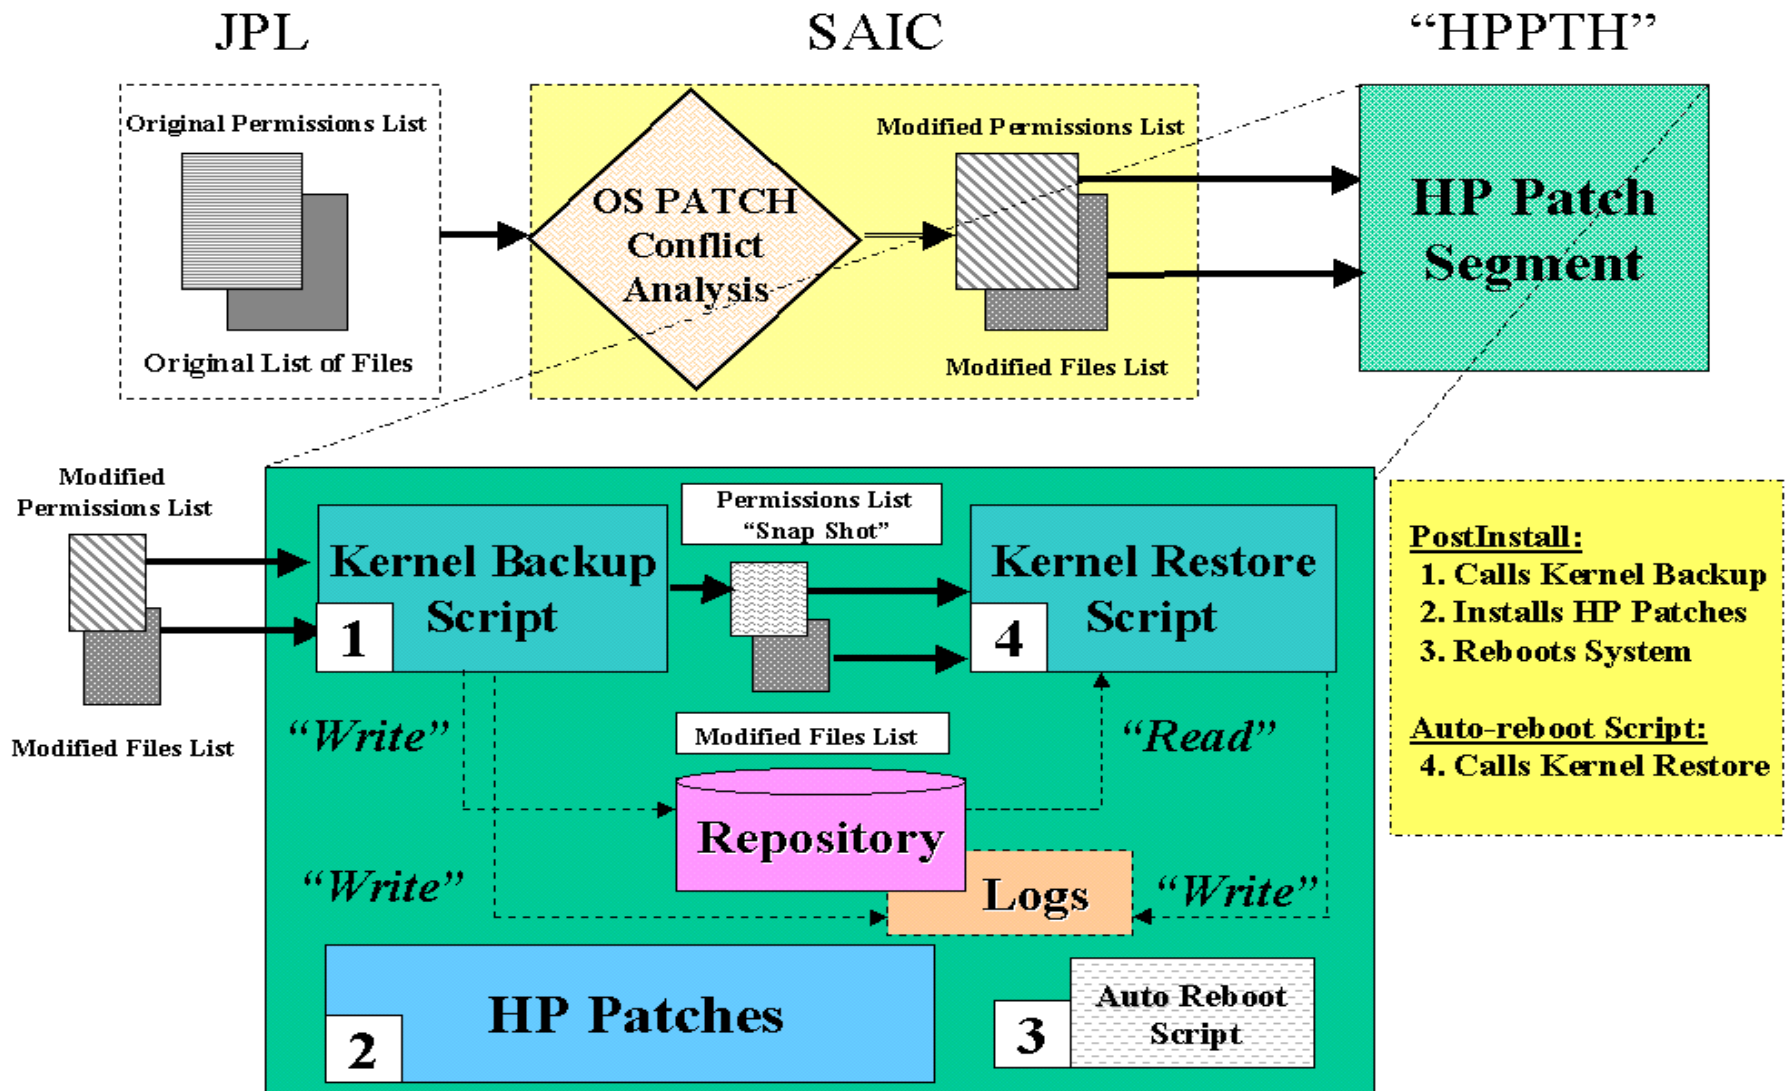 JPL
SAIC
“HPPTH”
Original Permissions List
Original List of Files
OS PATCH
Conflict
Analysis
Modified Permissions List
Modified Files List
HP Patch
Segment
Modified
Permissions List
Modified Files List
Kernel Backup
Script
1
Permissions List
“Snap Shot”
Kernel Restore
Script
4
“Write”
Modified Files List
“Read”
Repository
“Write”
Logs
“Write”
HP Patches
2
3
Auto Reboot
Script
PostInstall:
1. Calls Kernel Backup
2. Installs HP Patches
3. Reboots System
Auto-reboot Script:
4. Calls Kernel Restore